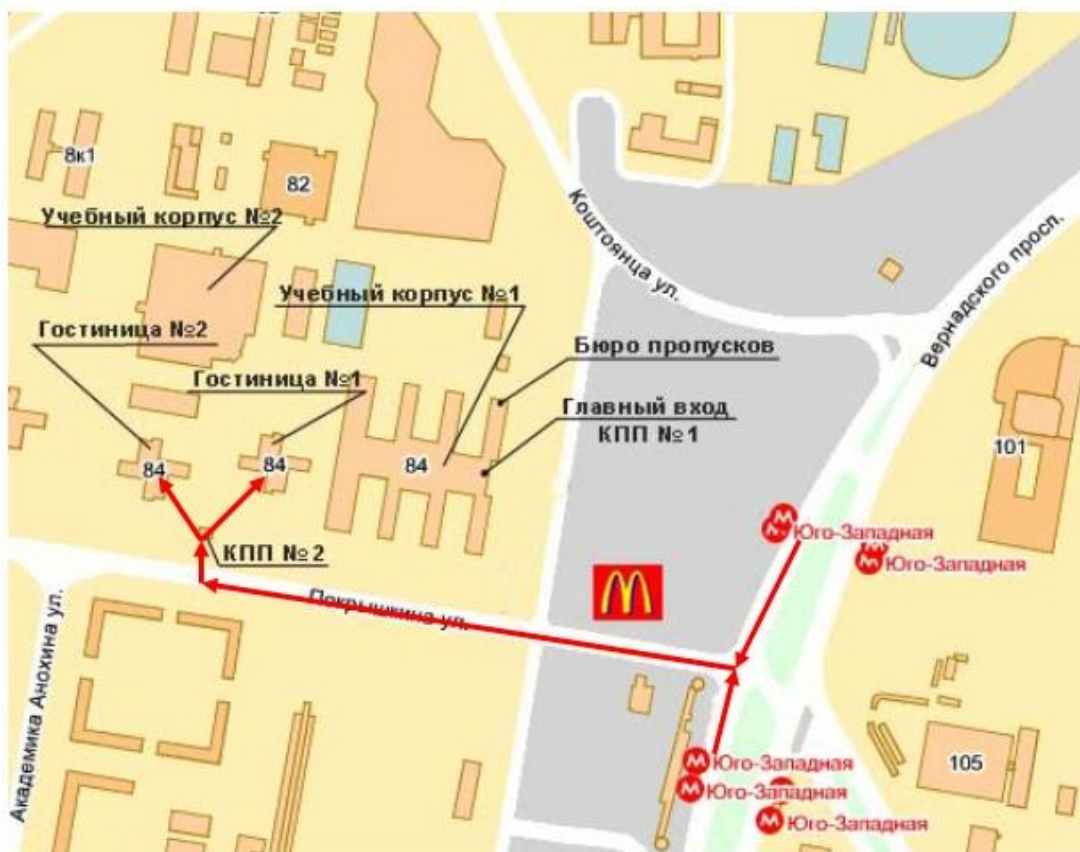 8к1
82
Учебный корпус №2
Коштоянца ул.
Вернадского просп.
Учебный корпус №1
Гостиница №2
Бюро пропусков
Гостиница №1
Главный вход
КПП №1
101
84
84
84
Юго-Западная
Юго-Западная
КПП №2
Покрышкина ул.
Академика Анохина ул.
Юго-Западная
105
Юго-Западная
Юго-Западная